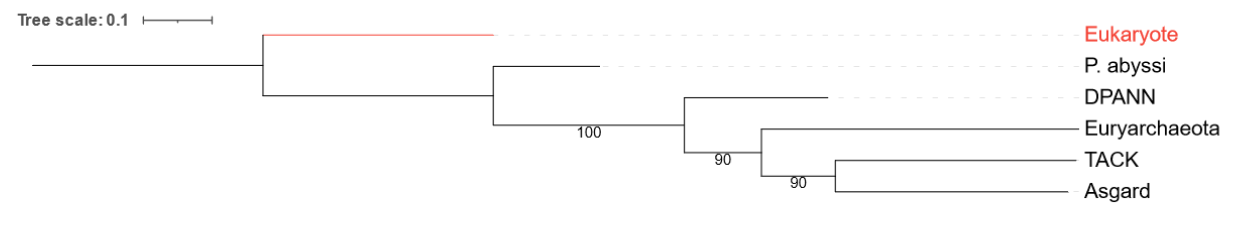 Tree scale: 0.1
Eukaryote
P. abyssi
DPANN
100
Euryarchaeota
90
TACK
90
Asgard